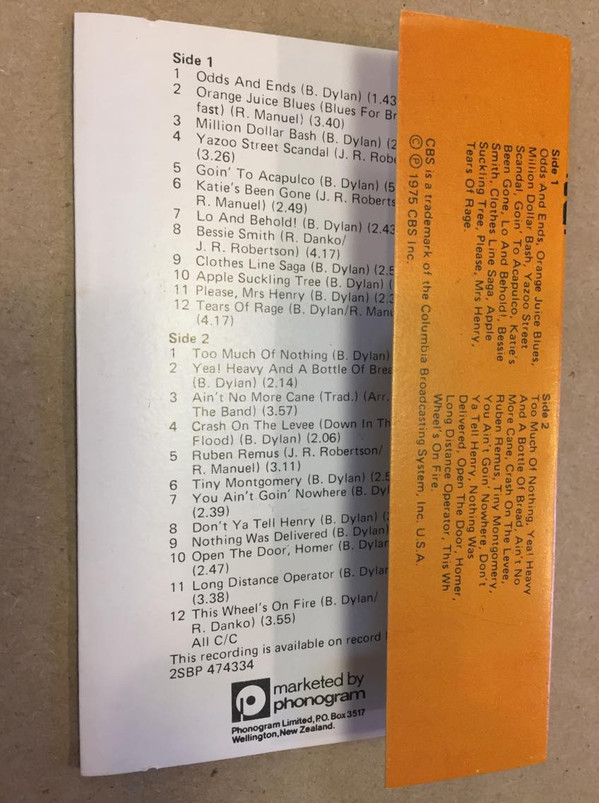 Side 1
1 Odds And Ends (B. Dylan) (1.43
2 Orange Juice Blues (Blues For Br
fast) (R. Manuel) (3.40)
3 Million Dollar Bash (B. Dylan) (2
4 Yazoo Street Scandal (J. R. Robe
(3.26)
5 Goin' To Acapulco (B. Dylan) (5
6 Katie's Been Gone (J. R. Roberts
R. Manuel) (2.49)
7 Lo And Behold! (B. Dylan) (2.43
8 Bessie Smith (R. Danko/
J. R. Robertson) (4.17)
9 Clothes Line Saga (B. Dylan) (2.5
10 Apple Suckling Tree (B. Dylan) (
11 Please, Mrs Henry (B. Dylan) (2.3
12 Tears Of Rage (B. Dylan/R. Manu
(4.17)
Side 2
1 Too Much Of Nothing (B. Dylan)
2 Yea! Heavy And A Bottle Of Brea
(B. Dylan) (2.14)
3 Ain't No More Cane (Trad.) (Arr.
The Band) (3.57)
4 Crash On The Levee (Down In Th
Flood) (B. Dylan) (2.06)
5 Ruben Remus (J. R. Robertson/
R. Manuel) (3.11)
6 Tiny Montgomery (B. Dylan) (2.5
7 You Ain't Goin' Nowhere (B. Dyl
(2.39)
8 Don't Ya Tell Henry (B. Dylan) (
9 Nothing Was Delivered (B. Dylan)
10 Open The Door, Homer (B. Dylan
(2.47)
11 Long Distance Operator (B. Dylan
(3.38)
12 This Wheel's On Fire (B. Dylan/
R. Danko) (3.55)
All C/C
This recording is available on record
2SBP 474334
marketed by
phonogram
Phonogram Limited, P.O. Box 3517
Wellington, New Zealand.
Side 1
Odds And Ends, Orange Juice Blues,
Million Dollar Bash, Yazoo Street
Scandal, Goin' To Acapulco, Katie's
Been Gone, Lo And Behold!, Bessie
Smith, Clothes Line Saga, Apple
Suckling Tree, Please, Mrs Henry,
Tears Of Rage.
Side 2
Too Much Of Nothing, Yea! Heavy
And A Bottle Of Bread, Ain't No
More Cane, Crash On The Levee,
Ruben Remus, Tiny Montgomery,
You Ain't Goin' Nowhere, Don't
Ya Tell Henry, Nothing Was
Delivered, Open The Door, Homer,
Long Distance Operator, This Wh
Wheel's On Fire.
CBS is a trademark of the Columbia Broadcasting System, Inc. U.S.A.
© ℗ 1975 CBS Inc.